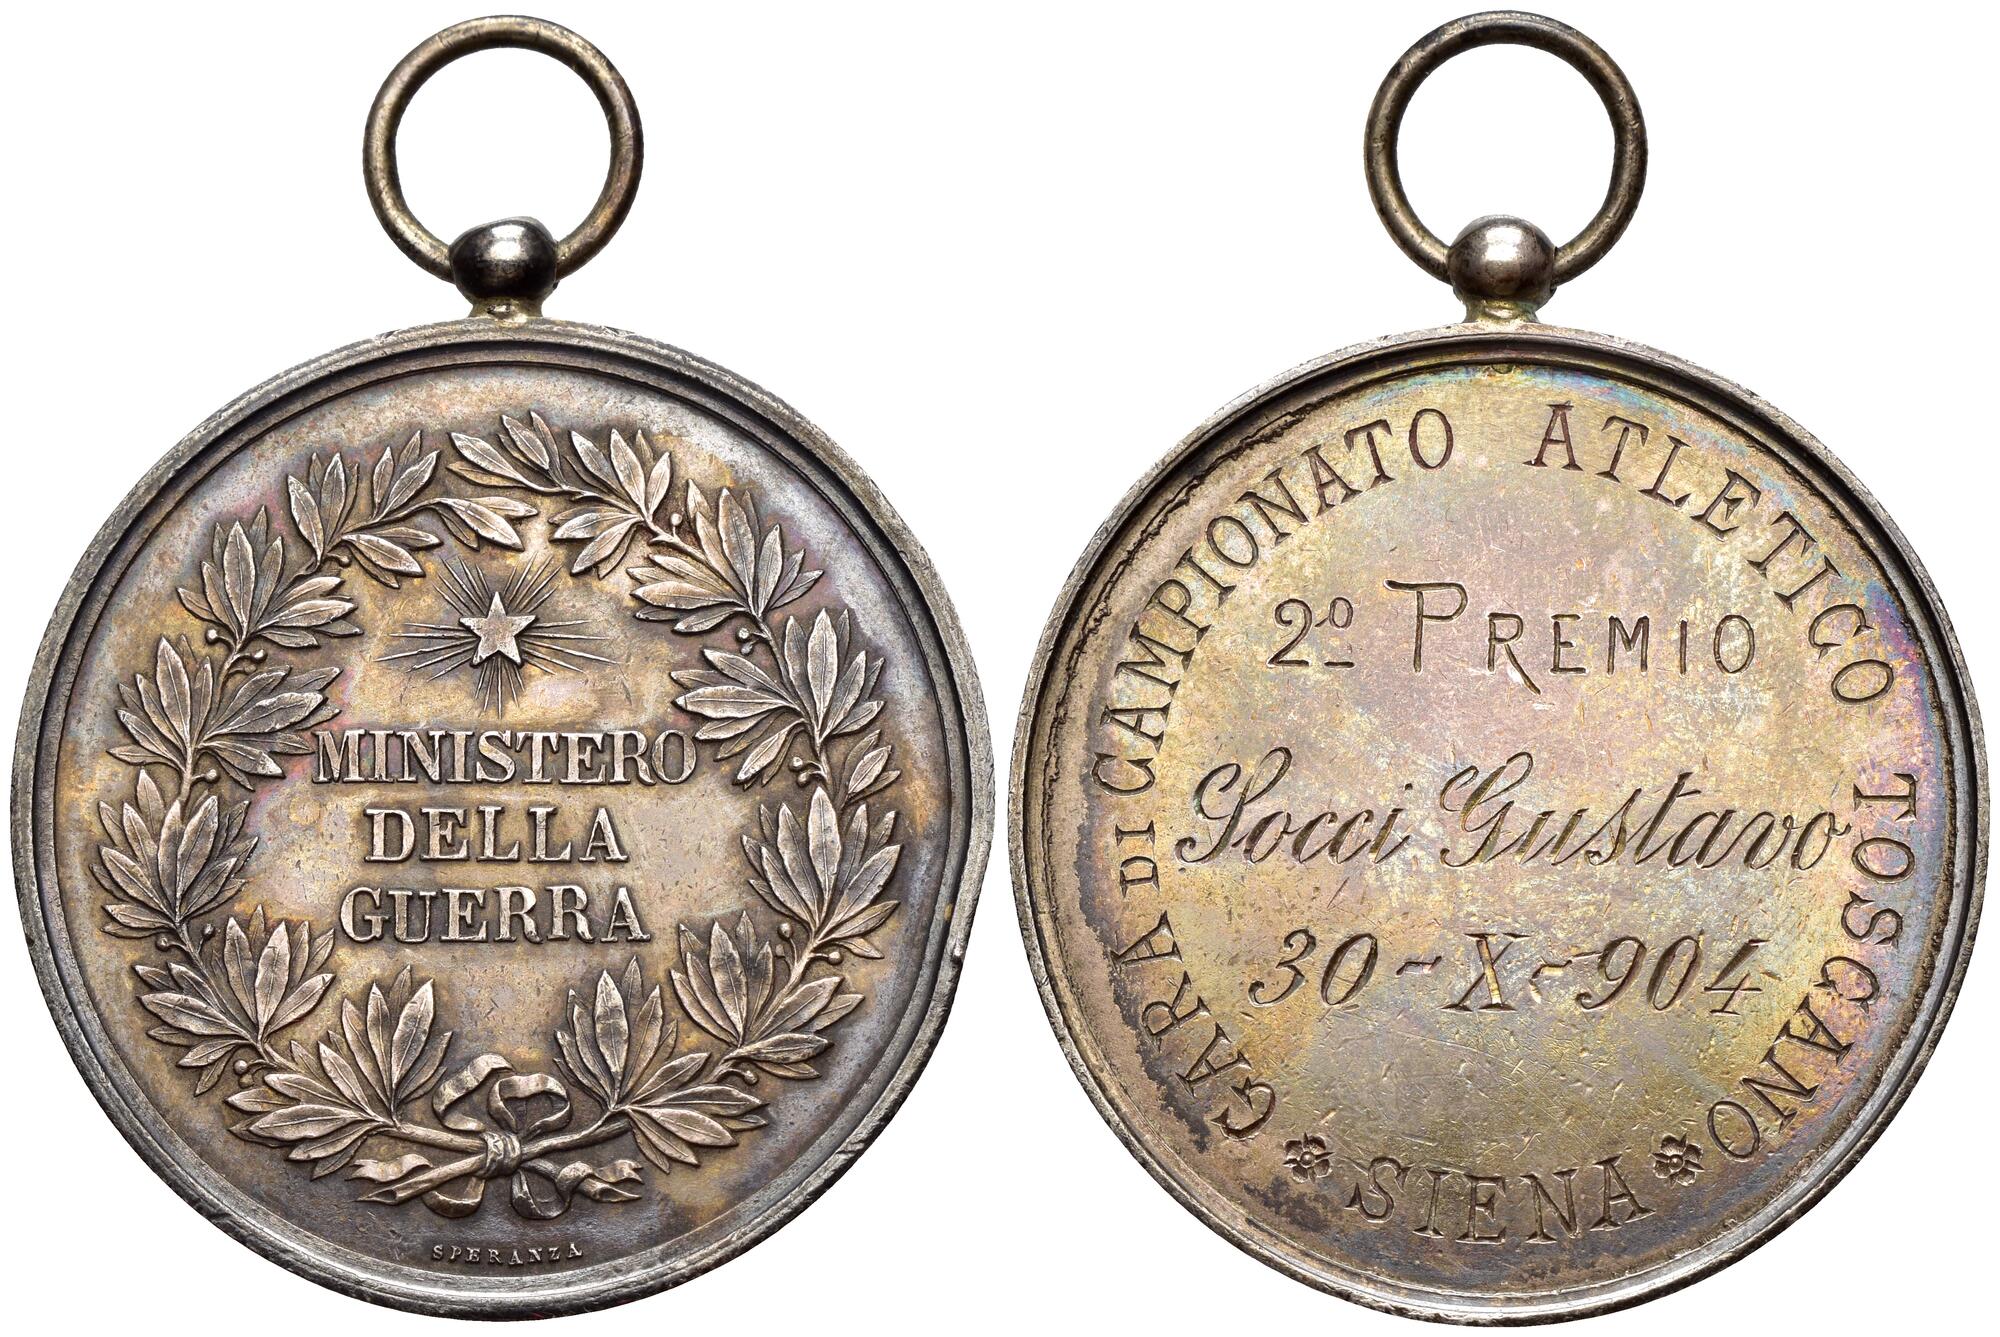 MINISTERO
DELLA
GUERRA
SPERANZA
GARA DI CAMPIONATO ATLETICO TOSCANO
2º PREMIO
Socci Gustavo
30-X-904
SIENA